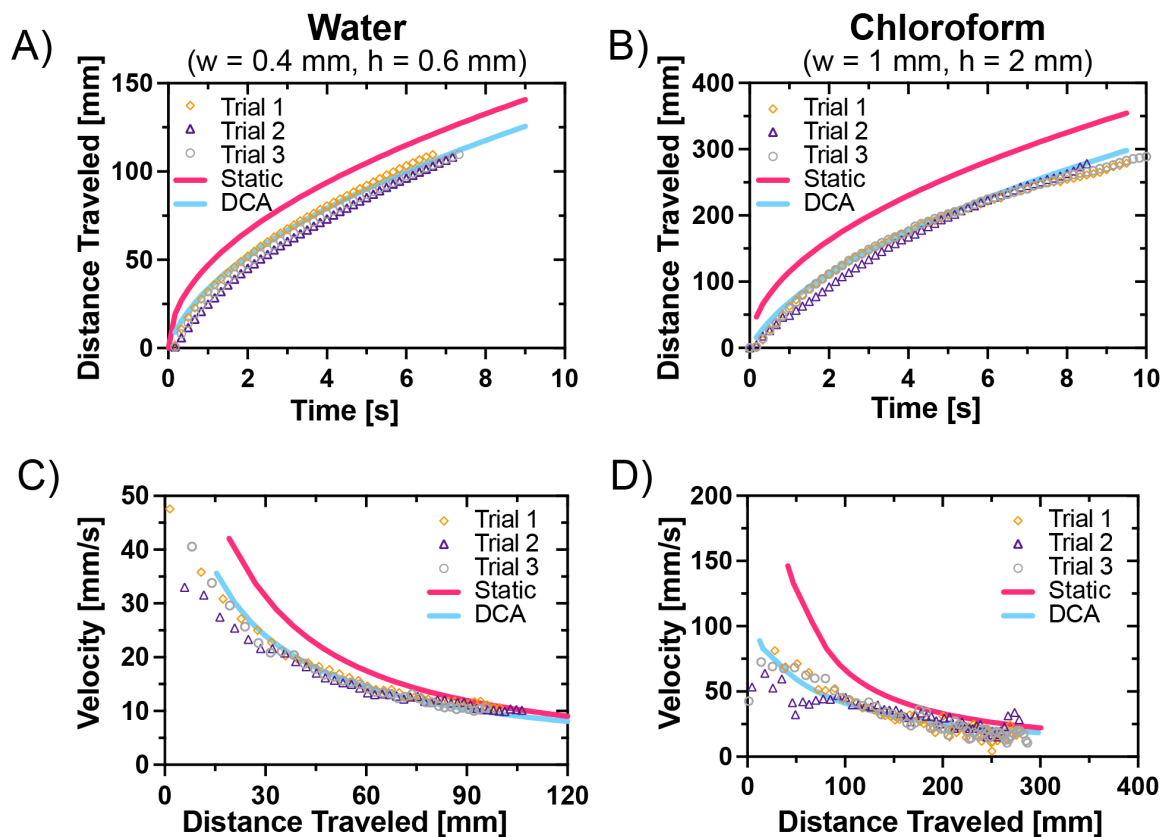 A)
Water
(w = 0.4 mm, h = 0.6 mm)
Distance Traveled [mm]
150
100
50
0
Trial 1
Trial 2
Trial 3
Static
DCA
0 2 4 6 8 10
Time [s]
B)
Chloroform
(w = 1 mm, h = 2 mm)
Distance Traveled [mm]
400
300
200
100
0
Trial 1
Trial 2
Trial 3
Static
DCA
0 2 4 6 8 10
Time [s]
C)
Velocity [mm/s]
50
40
30
20
10
0
Trial 1
Trial 2
Trial 3
Static
DCA
0 30 60 90 120
Distance Traveled [mm]
D)
Velocity [mm/s]
200
150
100
50
0
Trial 1
Trial 2
Trial 3
Static
DCA
0 100 200 300 400
Distance Traveled [mm]